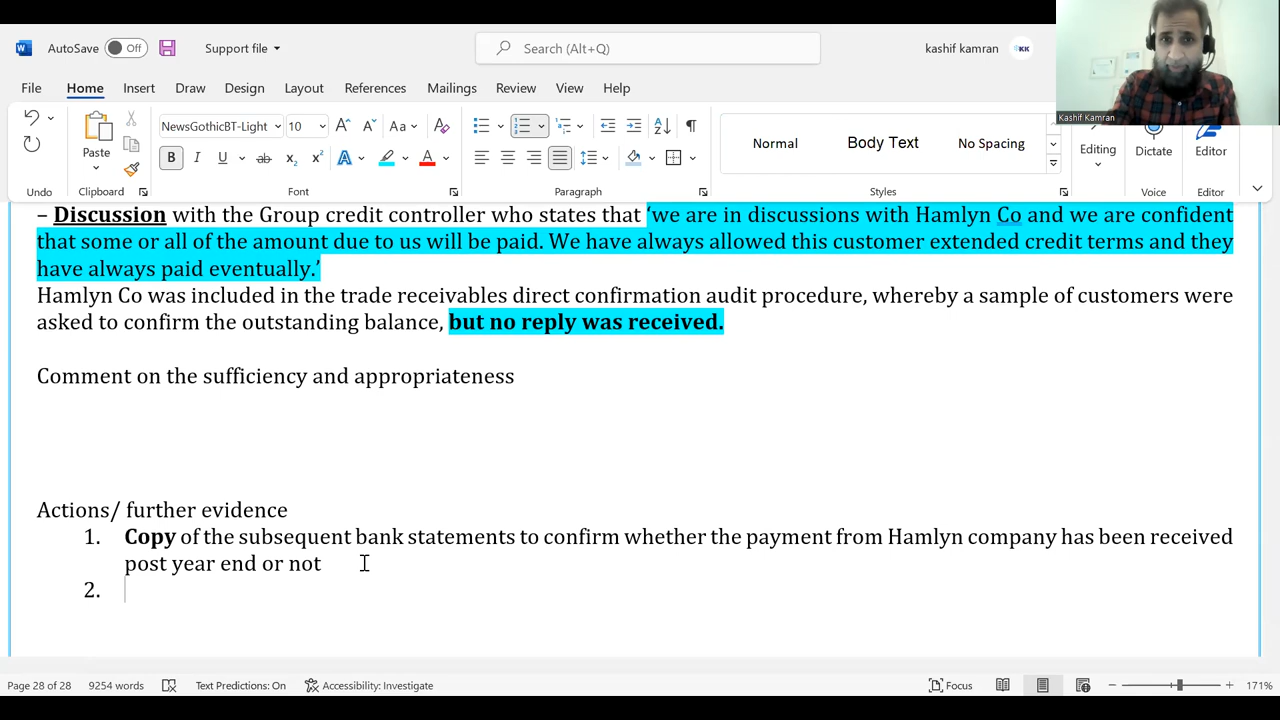 AutoSave Off Support file Search (Alt+Q) kashif kamran KK
Kashif Kamran
File Home Insert Draw Design Layout References Mailings Review View Help
Paste NewsGothicBT-Light 10 Normal Body Text No Spacing Editing Dictate Editor
Undo Clipboard Font Paragraph Styles Voice Editor
– Discussion with the Group credit controller who states that ‘we are in discussions with Hamlyn Co and we are confident
that some or all of the amount due to us will be paid. We have always allowed this customer extended credit terms and they
have always paid eventually.’
Hamlyn Co was included in the trade receivables direct confirmation audit procedure, whereby a sample of customers were
asked to confirm the outstanding balance, but no reply was received.
Comment on the sufficiency and appropriateness
Actions/ further evidence
1. Copy of the subsequent bank statements to confirm whether the payment from Hamlyn company has been received
post year end or not
2.
Page 28 of 28 9254 words Text Predictions: On Accessibility: Investigate Focus 171%